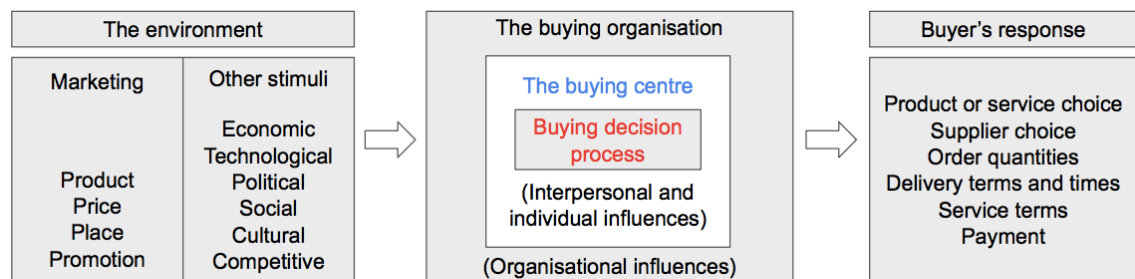 The environment
Marketing
Product
Price
Place
Promotion
Other stimuli
Economic
Technological
Political
Social
Cultural
Competitive
The buying organisation
The buying centre
Buying decision
process
(Interpersonal and
individual influences)
(Organisational influences)
Buyer’s response
Product or service choice
Supplier choice
Order quantities
Delivery terms and times
Service terms
Payment